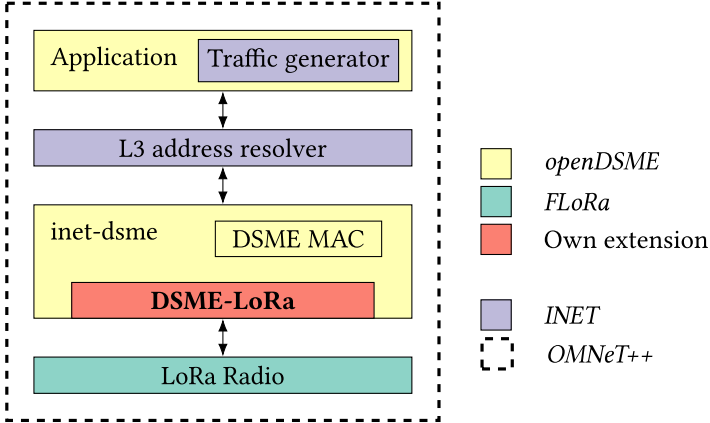 Application
Traffic generator
L3 address resolver
inet-dsme
DSME MAC
DSME-LoRa
LoRa Radio
openDSME
FLoRa
Own extension
INET
OMNeT++